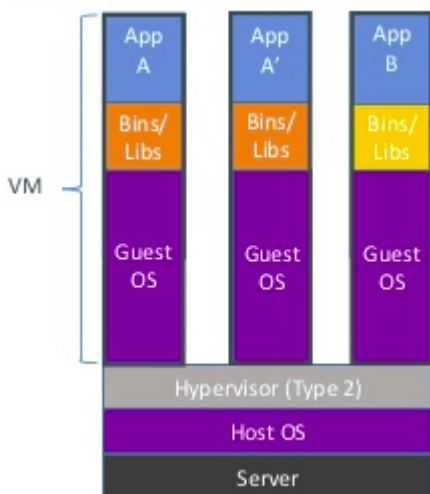 App
A
App
A’
App
B
Bins/
Libs
Bins/
Libs
Bins/
Libs
VM
Guest
OS
Guest
OS
Guest
OS
Hypervisor (Type 2)
Host OS
Server